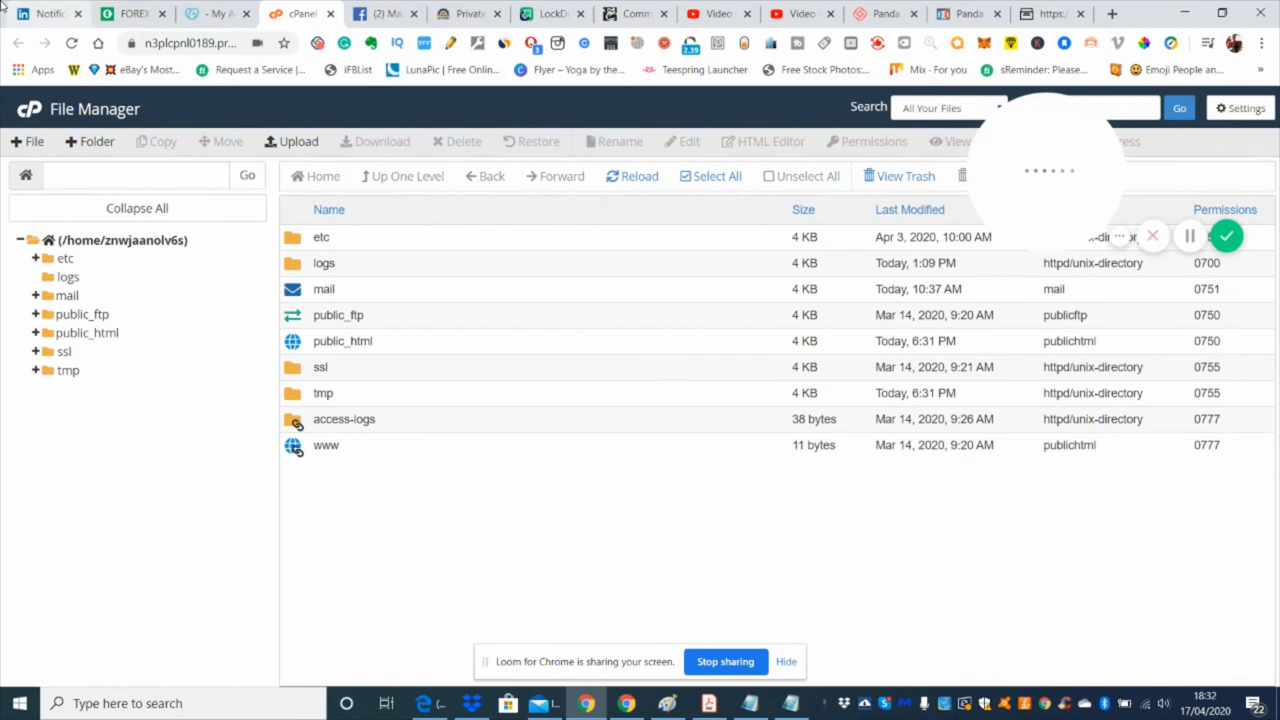 Notific
FOREX
- My A
cPanel
(2) Ma
Private
LockD
Comm
Video
Video
Panda
Panda
https:/
n3plcpnl0189.pr...
Apps
eBay's Most...
Request a Service |...
iFBList
LunaPic | Free Onlin...
Flyer – Yoga by the...
Teespring Launcher
Free Stock Photos:...
Mix - For you
sReminder: Please...
Emoji People an...
»
cP File Manager
Search
All Your Files
Go
Settings
+ File
+ Folder
Copy
Move
Upload
Download
Delete
Restore
Rename
Edit
HTML Editor
Permissions
View
Go
Home
Up One Level
Back
Forward
Reload
Select All
Unselect All
View Trash
Collapse All
Name
Size
Last Modified
Permissions
(/home/znwjaanolv6s)
etc
logs
mail
public_ftp
public_html
ssl
tmp
etc 4 KB Apr 3, 2020, 10:00 AM
logs 4 KB Today, 1:09 PM httpd/unix-directory 0700
mail 4 KB Today, 10:37 AM mail 0751
public_ftp 4 KB Mar 14, 2020, 9:20 AM publicftp 0750
public_html 4 KB Today, 6:31 PM publichtml 0750
ssl 4 KB Mar 14, 2020, 9:21 AM httpd/unix-directory 0755
tmp 4 KB Today, 6:31 PM httpd/unix-directory 0755
access-logs 38 bytes Mar 14, 2020, 9:26 AM httpd/unix-directory 0777
www 11 bytes Mar 14, 2020, 9:20 AM publichtml 0777
Loom for Chrome is sharing your screen.
Stop sharing
Hide
Type here to search
18:32
17/04/2020
22